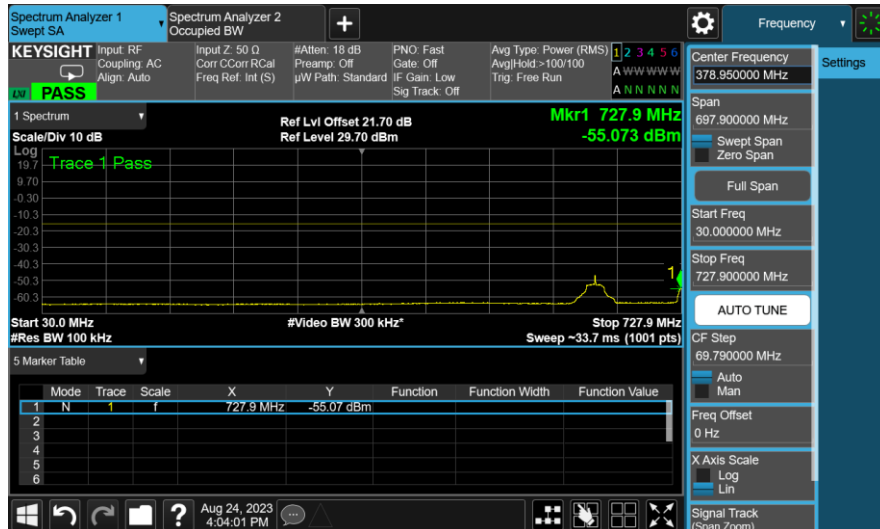 Spectrum Analyzer 1
Swept SA
Spectrum Analyzer 2
Occupied BW
+
Frequency
KEYSIGHT
Input: RF
Coupling: AC
Align: Auto
Input Z: 50 Ω
Corr CCorr RCal
Freq Ref: Int (S)
#Atten: 18 dB
Preamp: Off
µW Path: Standard
PNO: Fast
Gate: Off
IF Gain: Low
Sig Track: Off
Avg Type: Power (RMS)
Avg|Hold:>100/100
Trig: Free Run
1 2 3 4 5 6
A W W W W W
A N N N N N
LXI PASS
1 Spectrum
Scale/Div 10 dB
Ref Lvl Offset 21.70 dB
Ref Level 29.70 dBm
Mkr1 727.9 MHz
-55.073 dBm
Log
Trace 1 Pass
19.7
9.70
-0.30
-10.3
-20.3
-30.3
-40.3
-50.3
-60.3
1
Start 30.0 MHz
#Video BW 300 kHz*
Stop 727.9 MHz
#Res BW 100 kHz
Sweep ~33.7 ms (1001 pts)
5 Marker Table
Mode Trace Scale X Y Function Function Width Function Value
1 N 1 f 727.9 MHz -55.07 dBm
2
3
4
5
6
Aug 24, 2023
4:04:01 PM
?
Center Frequency
378.950000 MHz
Settings
Span
697.900000 MHz
Swept Span
Zero Span
Full Span
Start Freq
30.000000 MHz
Stop Freq
727.900000 MHz
AUTO TUNE
CF Step
69.790000 MHz
Auto
Man
Freq Offset
0 Hz
X Axis Scale
Log
Lin
Signal Track
(Span Zoom)